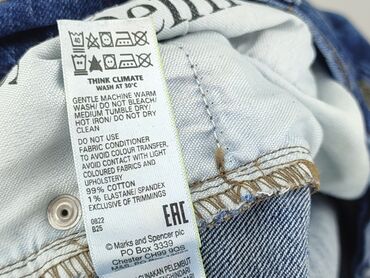 THINK CLIMATE
WASH AT 30°C
GENTLE MACHINE WARM
WASH/ DO NOT BLEACH/
MEDIUM TUMBLE DRY/
HOT IRON/ DO NOT DRY
CLEAN
DO NOT USE
FABRIC CONDITIONER
TO AVOID COLOUR TRANSFER,
AVOID CONTACT WITH LIGHT
COLOURED FABRICS AND
UPHOLSTERY
99% COTTON
1% ELASTANE/ SPANDEX
EXCLUSIVE OF TRIMMINGS
0822
B25
EAC
© Marks and Spencer plc
PO Box 3339
Chester CH99 9QS
GUNAKAN PELEMBUT